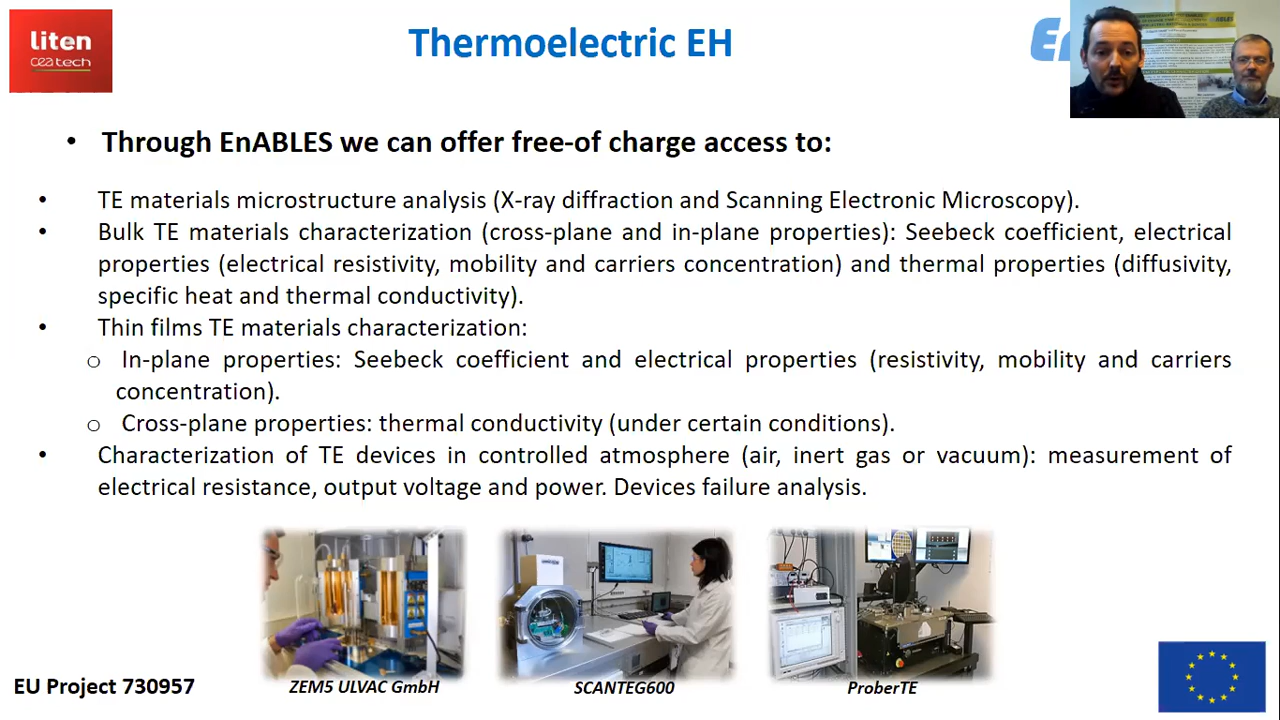 liten
ceatech
Thermoelectric EH
En
• Through EnABLES we can offer free-of charge access to:
• TE materials microstructure analysis (X-ray diffraction and Scanning Electronic Microscopy).
• Bulk TE materials characterization (cross-plane and in-plane properties): Seebeck coefficient, electrical
properties (electrical resistivity, mobility and carriers concentration) and thermal properties (diffusivity,
specific heat and thermal conductivity).
• Thin films TE materials characterization:
o In-plane properties: Seebeck coefficient and electrical properties (resistivity, mobility and carriers
concentration).
o Cross-plane properties: thermal conductivity (under certain conditions).
• Characterization of TE devices in controlled atmosphere (air, inert gas or vacuum): measurement of
electrical resistance, output voltage and power. Devices failure analysis.
ZEM5 ULVAC GmbH
SCANTEG600
ProberTE
EU Project 730957